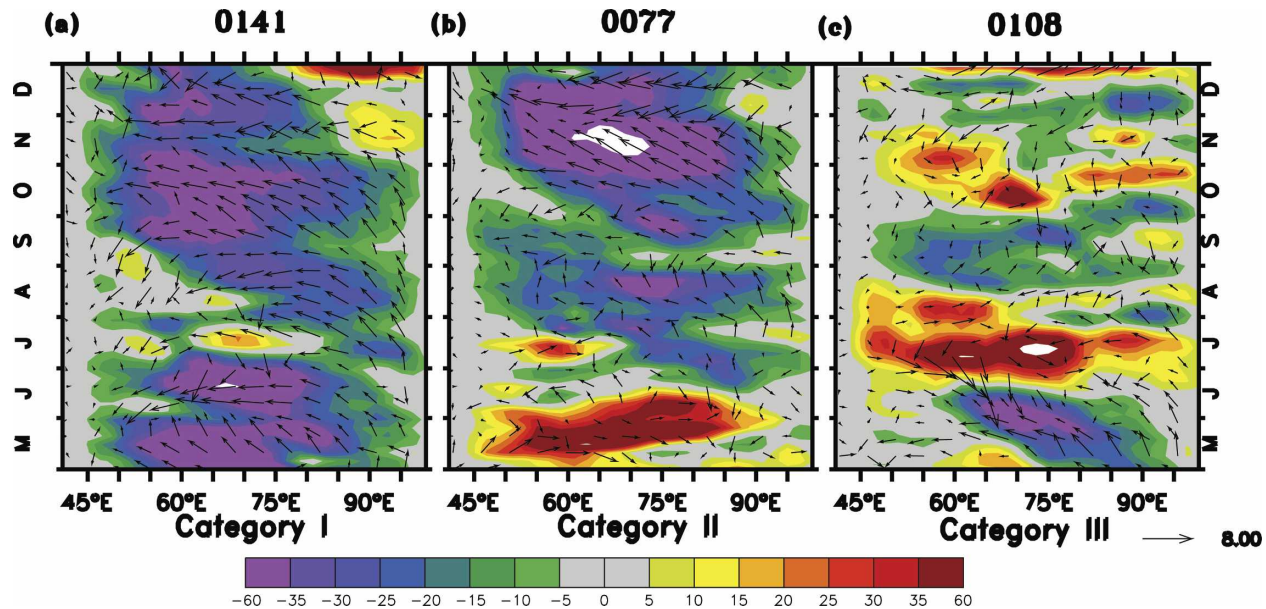 (a) 0141 (b) 0077 (c) 0108
D
N
O
S
A
J
J
M
D
N
O
S
A
J
J
M
45°E 60°E 75°E 90°E 45°E 60°E 75°E 90°E 45°E 60°E 75°E 90°E
Category I Category II Category III 8.00
−60 −35 −30 −25 −20 −15 −10 −5 0 5 10 15 20 25 30 35 60